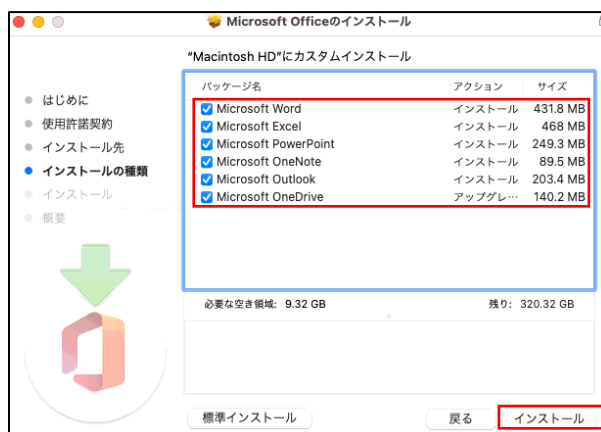 Microsoft Officeのインストール
“Macintosh HD”にカスタムインストール
はじめに
使用許諾契約
インストール先
インストールの種類
インストール
概要
パッケージ名 アクション サイズ
Microsoft Word インストール 431.8 MB
Microsoft Excel インストール 468 MB
Microsoft PowerPoint インストール 249.3 MB
Microsoft OneNote インストール 89.5 MB
Microsoft Outlook インストール 203.4 MB
Microsoft OneDrive アップグレ… 140.2 MB
必要な空き領域: 9.32 GB 残り: 320.32 GB
標準インストール 戻る インストール